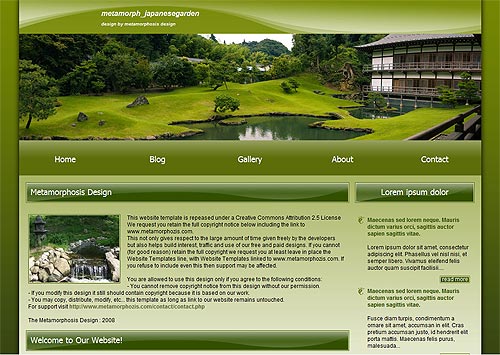 metamorph_japanesegarden
design by metamorphosis design
Home
Blog
Gallery
About
Contact
Metamorphosis Design
This website template is repeased under a Creative Commons Attribution 2.5 License
We request you retain the full copyright notice below including the link to
www.metamorphozis.com.
This not only gives respect to the large amount of time given freely by the developers
but also helps build interest, traffic and use of our free and paid designs. If you cannot
(for good reason) retain the full copyright we request you at least leave in place the
Website Templates line, with Website Templates linked to www.metamorphozis.com. If
you refuse to include even this then support may be affected.
You are allowed to use this design only if you agree to the following conditions:
- You cannot remove copyright notice from this design without our permission.
- If you modify this design it still should contain copyright because it is based on our work.
- You may copy, distribute, modify, etc... this template as long as link to our website remains untouched.
For support visit http://www.metamorphozis.com/contact/contact.php
The Metamorphosis Design : 2008
Welcome to Our Website!
Lorem ipsum dolor
Maecenas sed lorem neque. Mauris
dictum varius orci, sagittis auctor
sapien sagittis vitae.
Lorem ipsum dolor sit amet, consectetur
adipiscing elit. Phasellus vel nisl nisi, et
semper libero. Vivamus eleifend felis
auctor quam suscipit facilisis...
read more
Maecenas sed lorem neque. Mauris
dictum varius orci, sagittis auctor
sapien sagittis vitae.
Fusce diam turpis, condimentum a
ornare sit amet, accumsan in elit. Cras
pretium accumsan justo, id hendrerit elit
porta mattis. Maecenas felis purus,
malesuada...